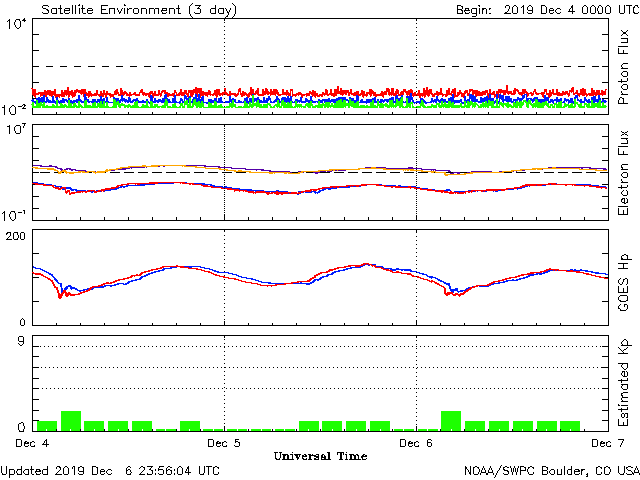 Satellite Environment (3 day) Begin: 2019 Dec 4 0000 UTC
10^4
10^-2
Proton Flux
10^7
10^-1
Electron Flux
200
0
GOES Hp
9
0
Estimated Kp
Dec 4 Dec 5 Dec 6 Dec 7
Universal Time
Updated 2019 Dec 6 23:56:04 UTC NOAA/SWPC Boulder, CO USA